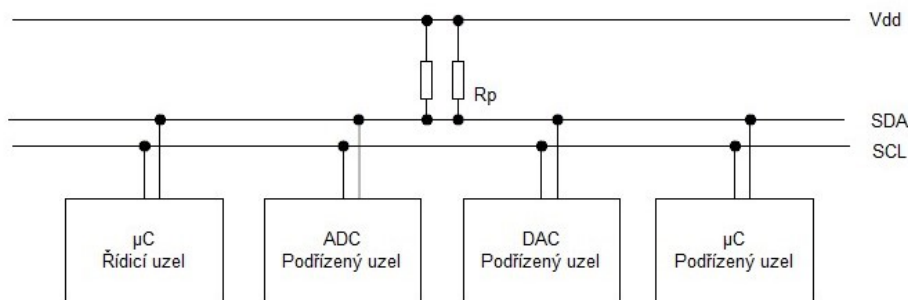 Vdd
Rp
SDA
SCL
µC
Řídicí uzel
ADC
Podřízený uzel
DAC
Podřízený uzel
µC
Podřízený uzel